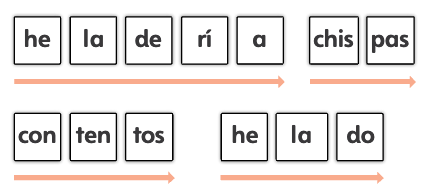 he la de rí a chis pas
con ten tos he la do